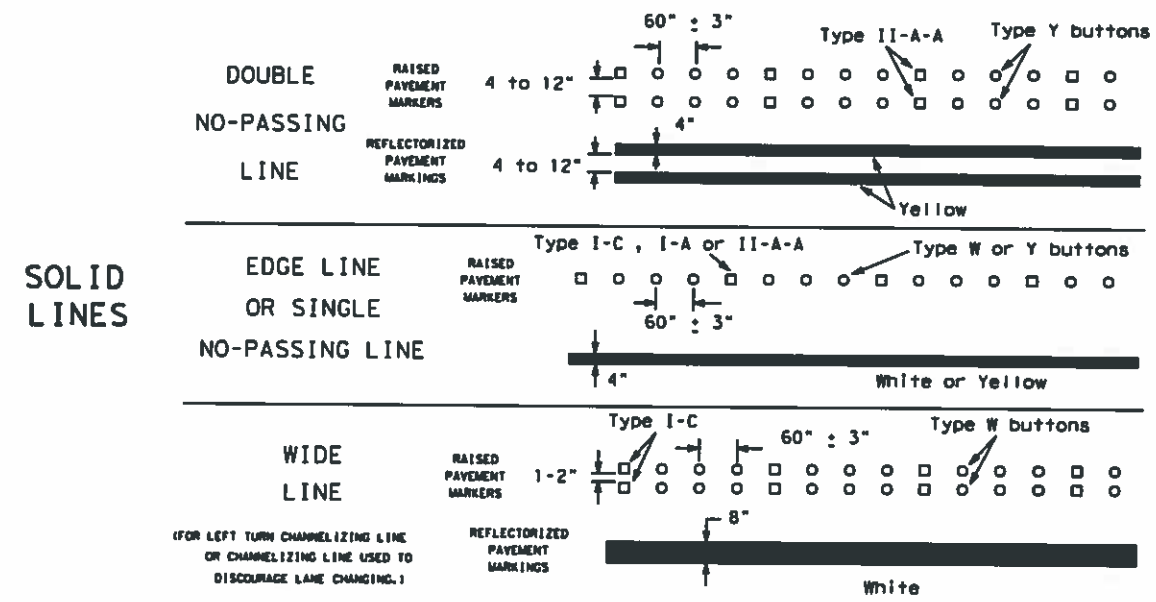 SOLID
LINES
DOUBLE
NO-PASSING
LINE
RAISED
PAVEMENT
MARKERS
4 to 12"
60" ± 3"
Type II-A-A
Type Y buttons
REFLECTORIZED
PAVEMENT
MARKINGS
4 to 12"
4"
Yellow
EDGE LINE
OR SINGLE
NO-PASSING LINE
RAISED
PAVEMENT
MARKERS
Type I-C , I-A or II-A-A
Type W or Y buttons
60" ± 3"
4"
White or Yellow
WIDE
LINE
(FOR LEFT TURN CHANNELIZING LINE
OR CHANNELIZING LINE USED TO
DISCOURAGE LANE CHANGING.)
RAISED
PAVEMENT
MARKERS
1-2"
Type I-C
60" ± 3"
Type W buttons
REFLECTORIZED
PAVEMENT
MARKINGS
8"
White